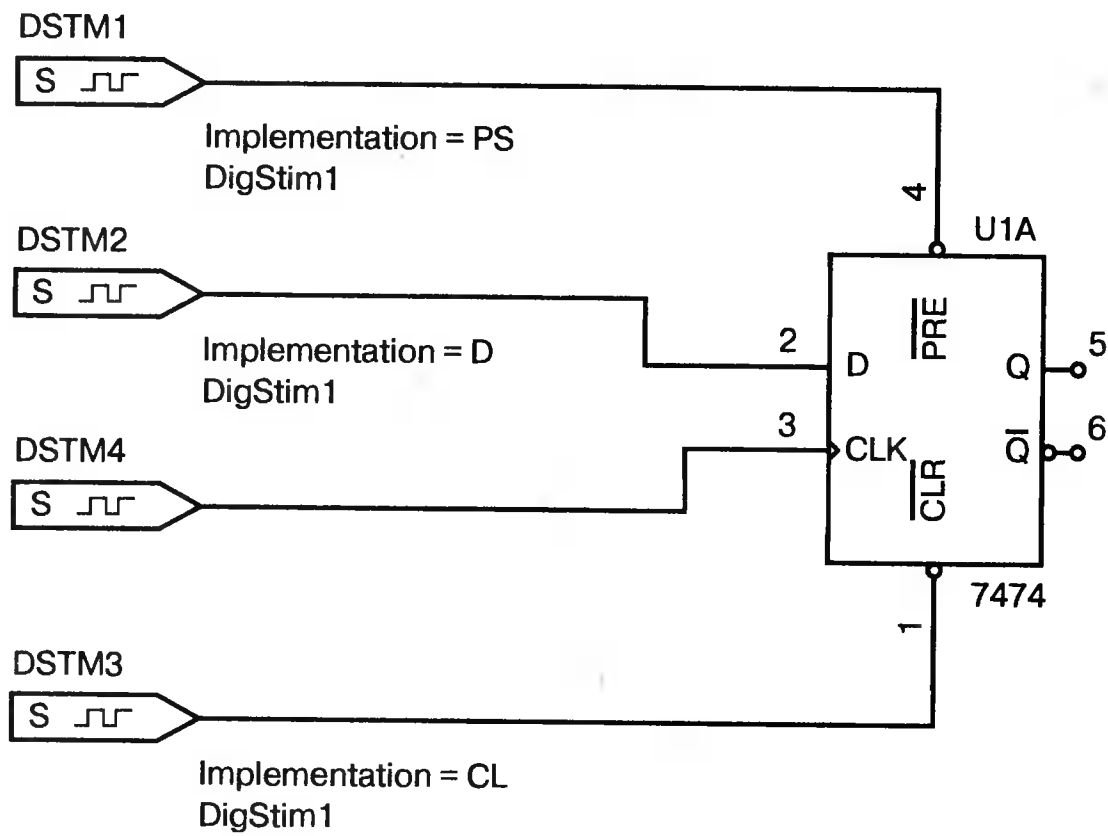 DSTM1
S
Implementation = PS
DigStim1
4
U1A
DSTM2
S
Implementation = D
DigStim1
2
D
PRE
Q
5
3
CLK
CLR
Q
6
DSTM4
S
7474
1
DSTM3
S
Implementation = CL
DigStim1